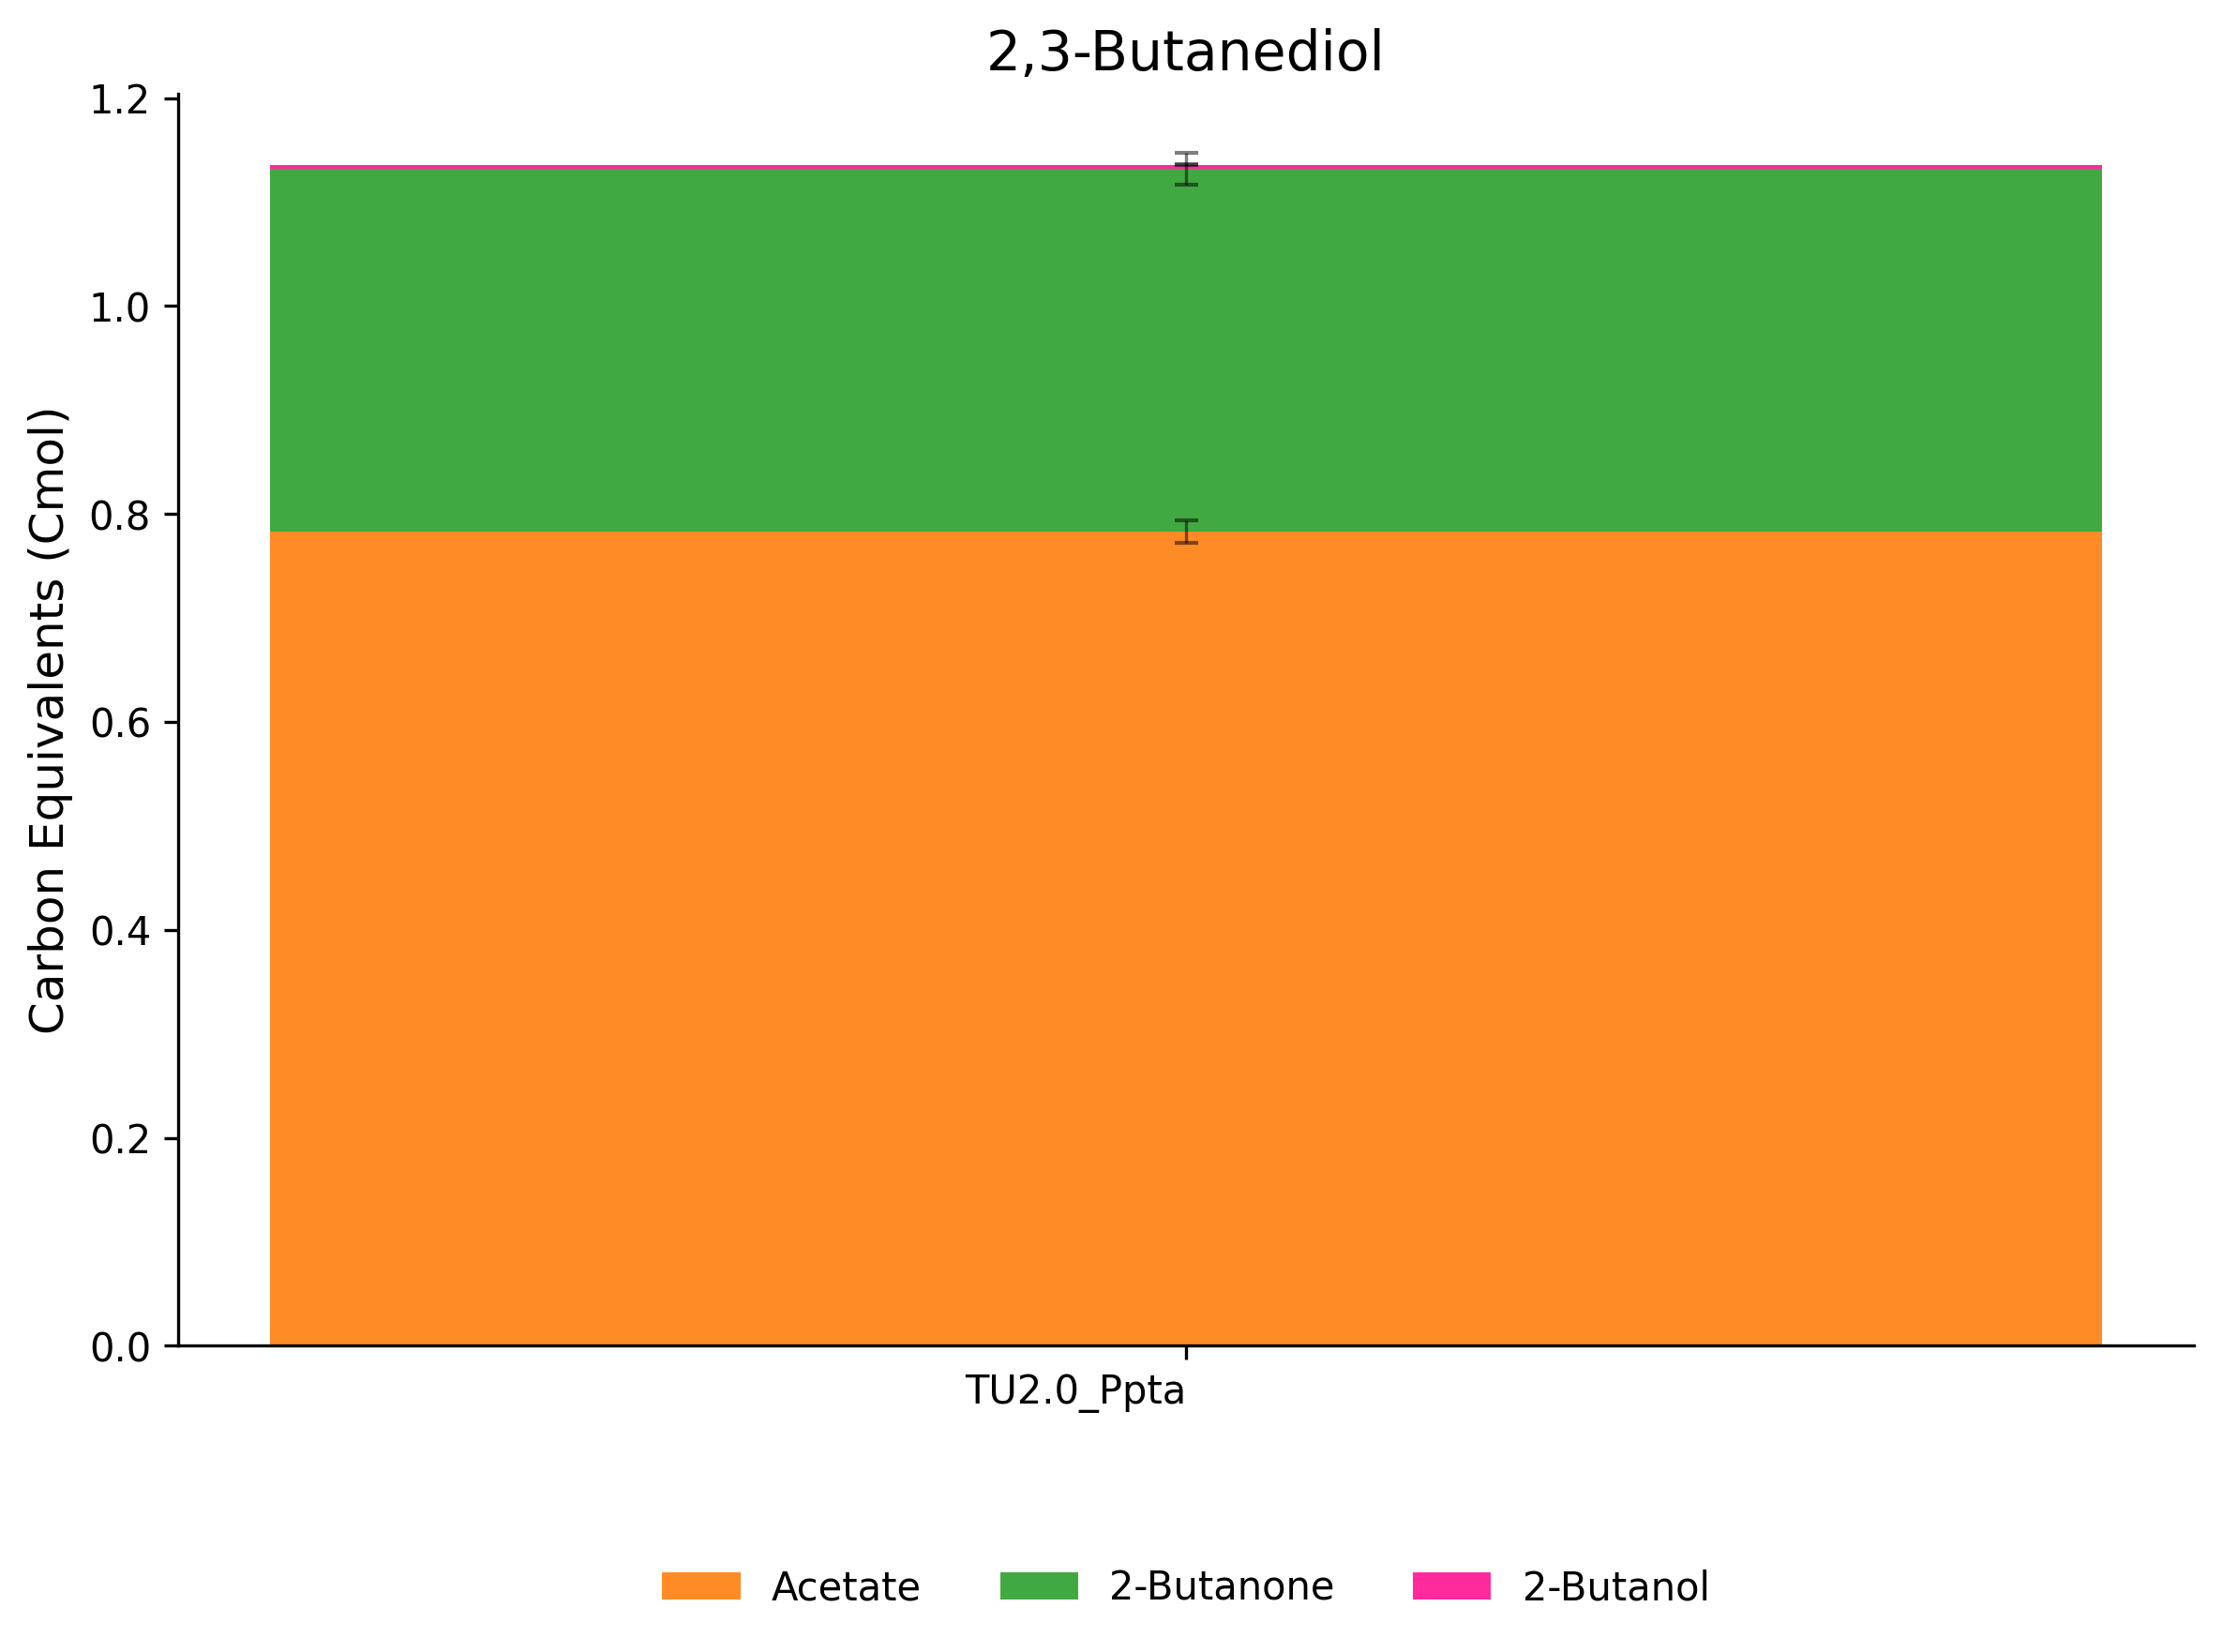 2,3-Butanediol
Carbon Equivalents (Cmol)
1.2
1.0
0.8
0.6
0.4
0.2
0.0
TU2.0_Ppta
Acetate
2-Butanone
2-Butanol